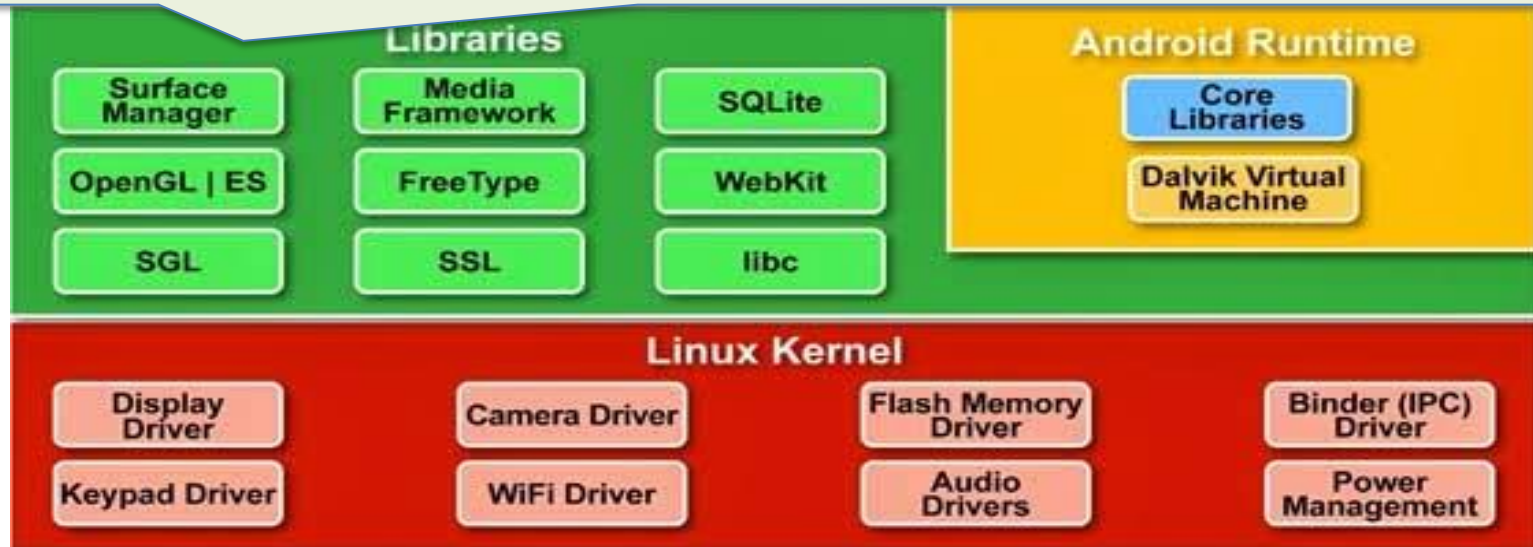 Libraries
Surface
Manager
Media
Framework
SQLite
OpenGL | ES
FreeType
WebKit
SGL
SSL
libc
Android Runtime
Core
Libraries
Dalvik Virtual
Machine
Linux Kernel
Display
Driver
Camera Driver
Flash Memory
Driver
Binder (IPC)
Driver
Keypad Driver
WiFi Driver
Audio
Drivers
Power
Management